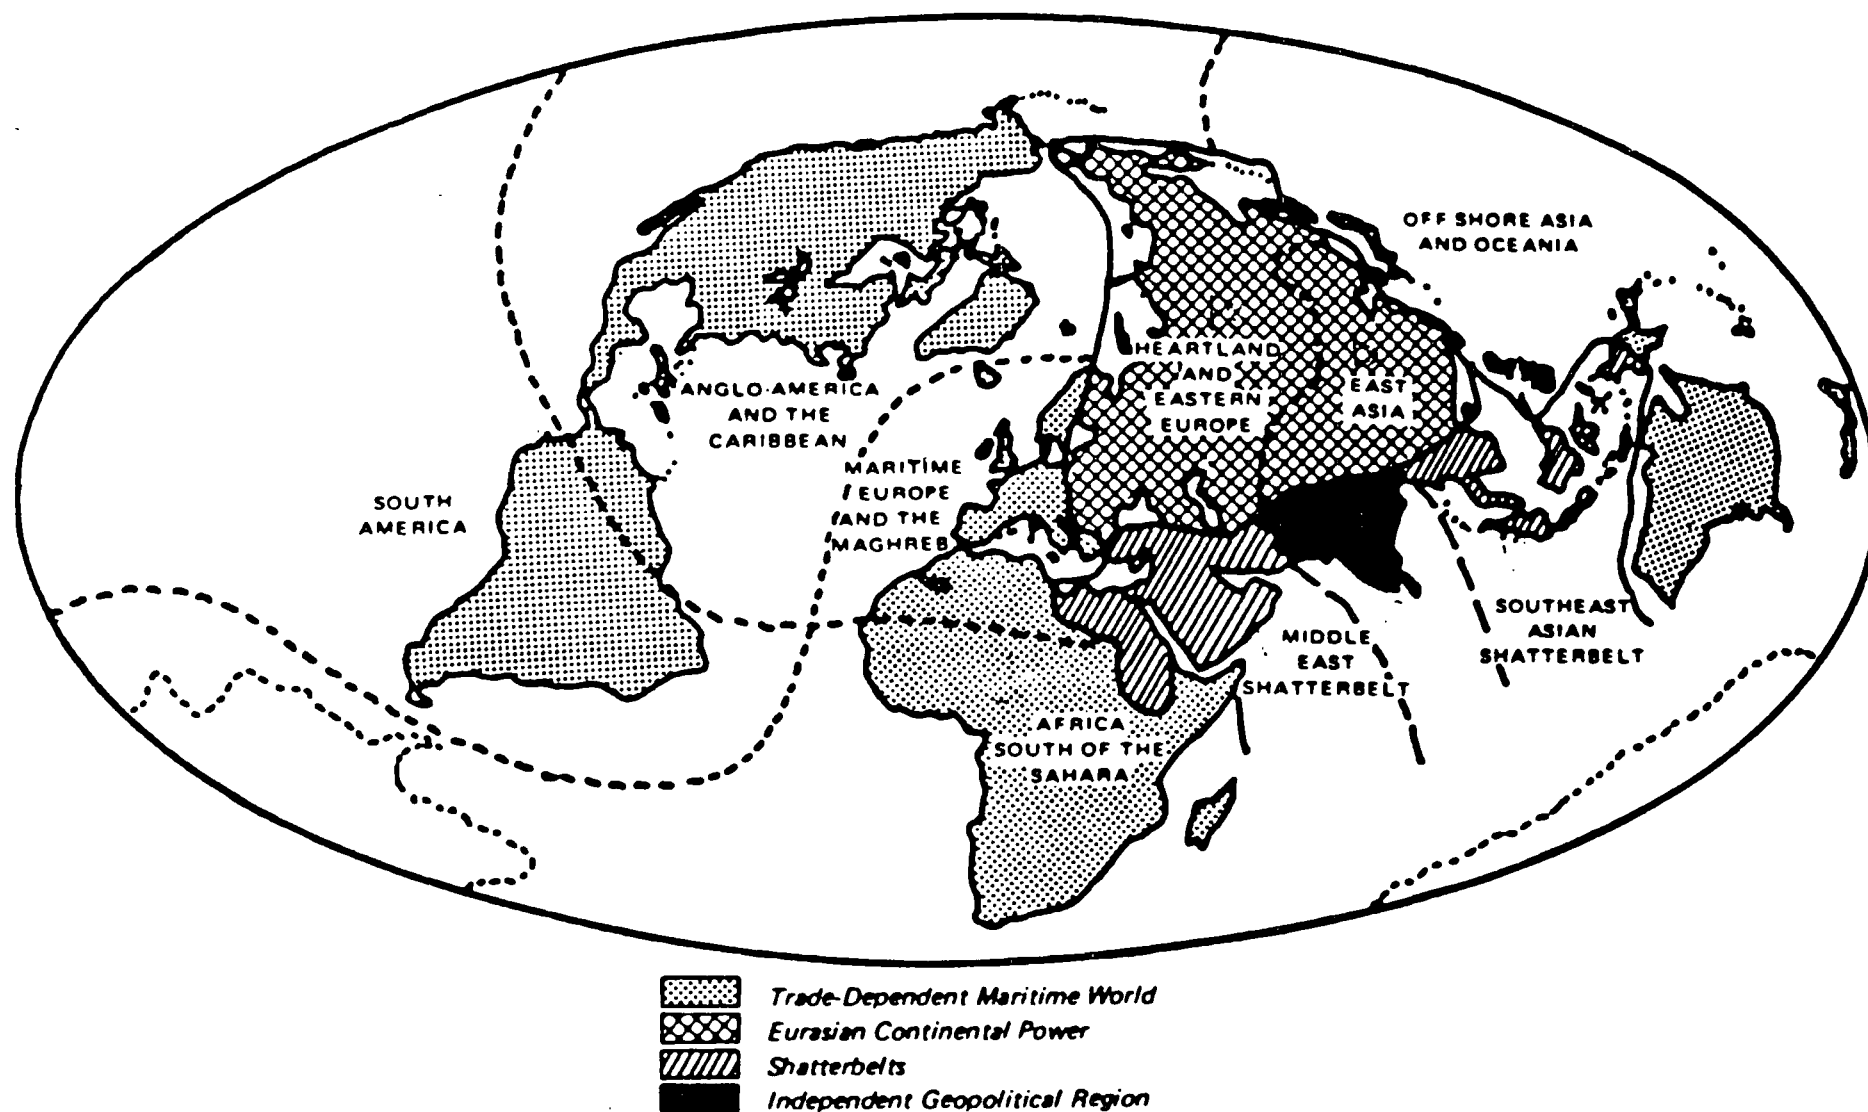 OFF SHORE ASIA
AND OCEANIA
HEARTLAND
AND
EASTERN
EUROPE
EAST
ASIA
ANGLO-AMERICA
AND THE
CARIBBEAN
MARITIME
EUROPE
AND THE
MAGHREB
SOUTH
AMERICA
SOUTHEAST
ASIAN
SHATTERBELT
MIDDLE
EAST
SHATTERBELT
AFRICA
SOUTH OF THE
SAHARA
Trade-Dependent Maritime World
Eurasian Continental Power
Shatterbelts
Independent Geopolitical Region